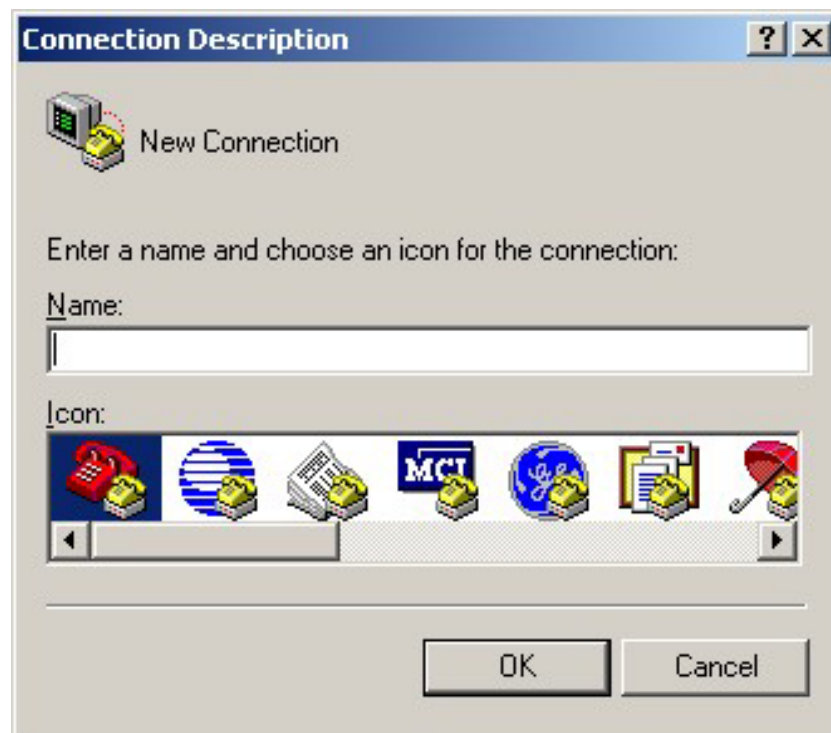 Connection Description
New Connection
Enter a name and choose an icon for the connection:
Name:
Icon:
MCI
OK
Cancel